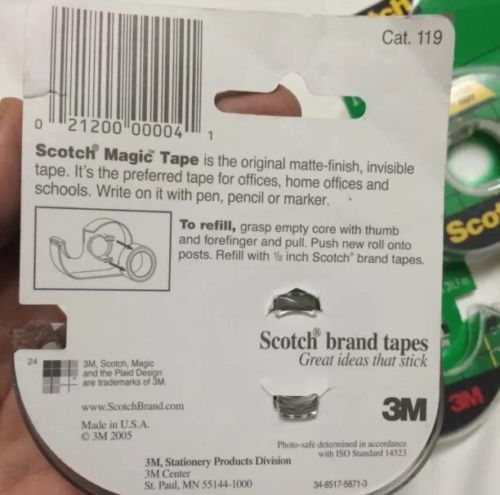 Cat. 119
0 21200 00004 1
Scotch® Magic™ Tape is the original matte-finish, invisible
tape. It's the preferred tape for offices, home offices and
schools. Write on it with pen, pencil or marker.
To refill, grasp empty core with thumb
and forefinger and pull. Push new roll onto
posts. Refill with ½ inch Scotch® brand tapes.
Scotch® brand tapes
Great ideas that stick
24
3M, Scotch, Magic
and the Plaid Design
are trademarks of 3M.
www.ScotchBrand.com
Made in U.S.A.
© 3M 2005
3M
Photo-safe determined in accordance
with ISO Standard 14523
3M, Stationery Products Division
3M Center
St. Paul, MN 55144-1000
34-8517-5871-3
tch
tape
Scot
3M